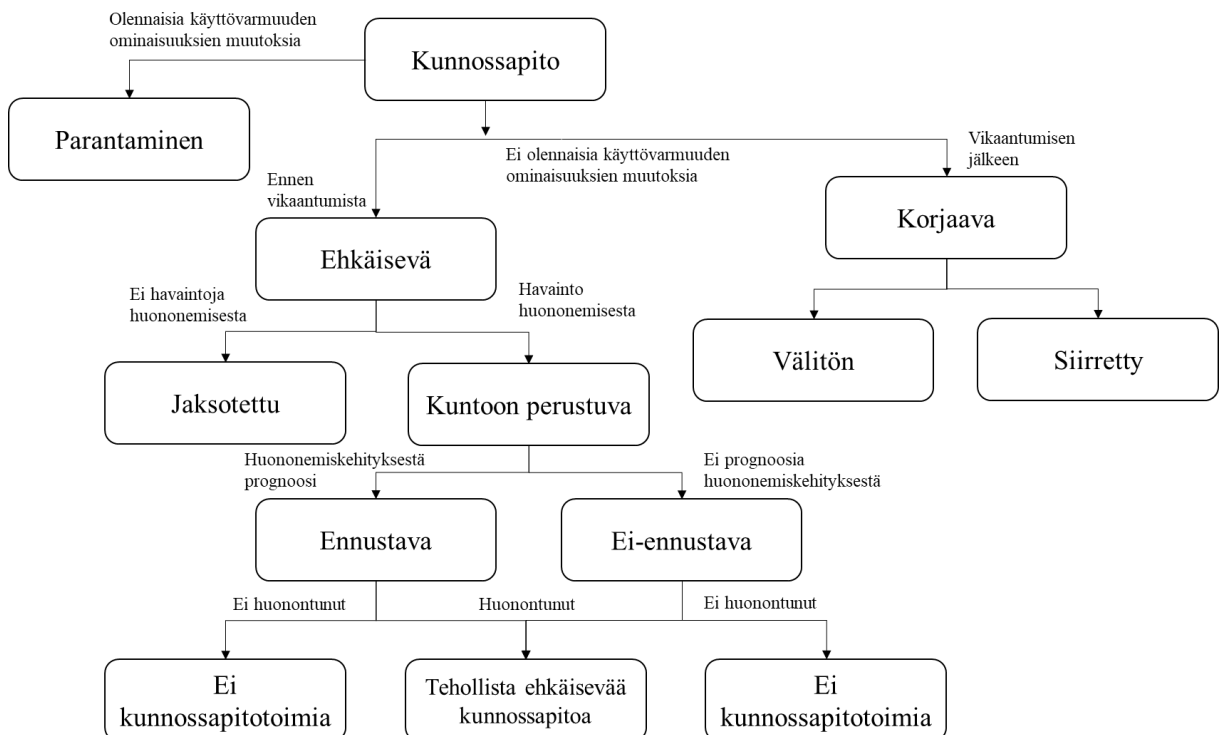 Olennaisia käyttövarmuuden
ominaisuuksien muutoksia
Kunnossapito
Parantaminen
Ei olennaisia käyttövarmuuden
ominaisuuksien muutoksia
Vikaantumisen
jälkeen
Ennen
vikaantumista
Korjaava
Ehkäisevä
Ei havaintoja
huononemisesta
Havainto
huononemisesta
Välitön
Siirretty
Jaksotettu
Kuntoon perustuva
Huononemiskehityksestä
prognoosi
Ei prognoosia
huononemiskehityksestä
Ennustava
Ei-ennustava
Ei huonontunut
Huonontunut
Ei huonontunut
Ei
kunnossapitotoimia
Tehollista ehkäisevää
kunnossapitoa
Ei
kunnossapitotoimia